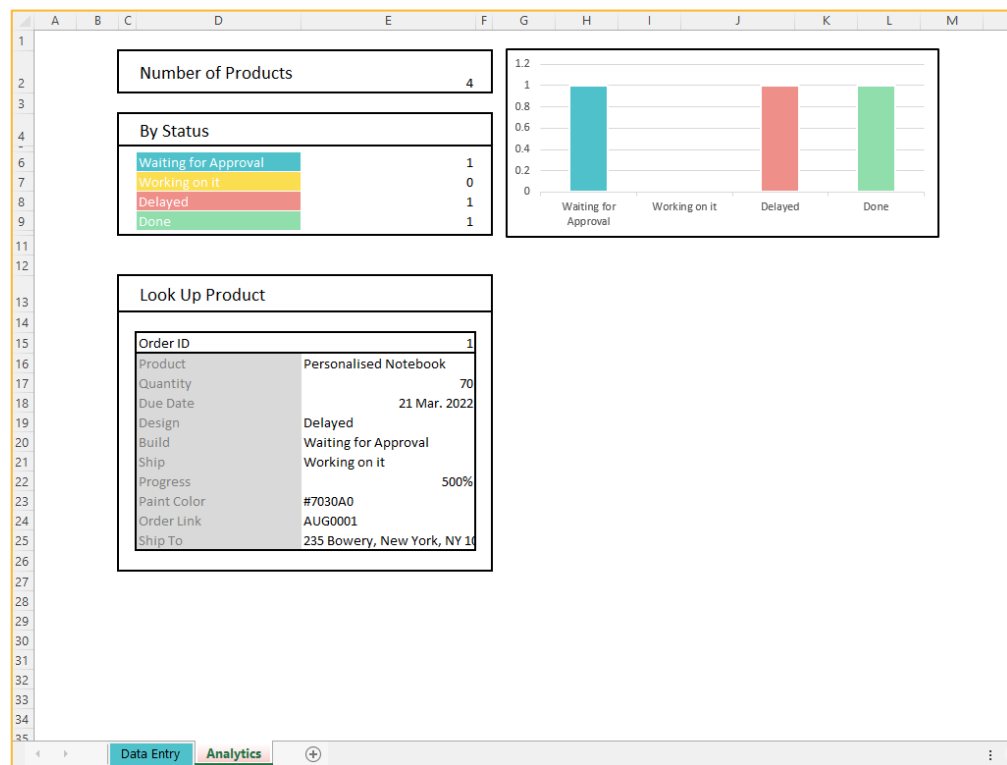 A B C D E F G H I J K L M
1
Number of Products
2 4
3
By Status
4
6 Waiting for Approval 1
7 Working on it 0
8 Delayed 1
9 Done 1
1.2
1
0.8
0.6
0.4
0.2
0
Waiting for Approval Working on it Delayed Done
11
12
Look Up Product
13
14
15 Order ID 1
16 Product Personalised Notebook
17 Quantity 70
18 Due Date 21 Mar. 2022
19 Design Delayed
20 Build Waiting for Approval
21 Ship Working on it
22 Progress 500%
23 Paint Color #7030A0
24 Order Link AUG0001
25 Ship To 235 Bowery, New York, NY 10
26
27
28
29
30
31
32
33
34
35
Data Entry Analytics